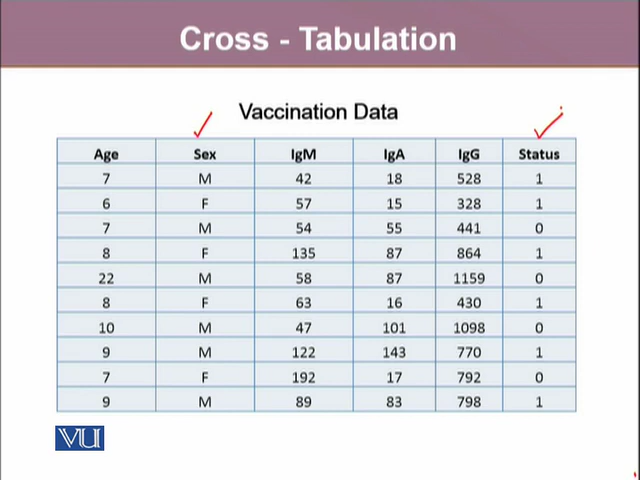 Cross - Tabulation
Vaccination Data
Age Sex IgM IgA IgG Status
7 M 42 18 528 1
6 F 57 15 328 1
7 M 54 55 441 0
8 F 135 87 864 1
22 M 58 87 1159 0
8 F 63 16 430 1
10 M 47 101 1098 0
9 M 122 143 770 1
7 F 192 17 792 0
9 M 89 83 798 1
VU